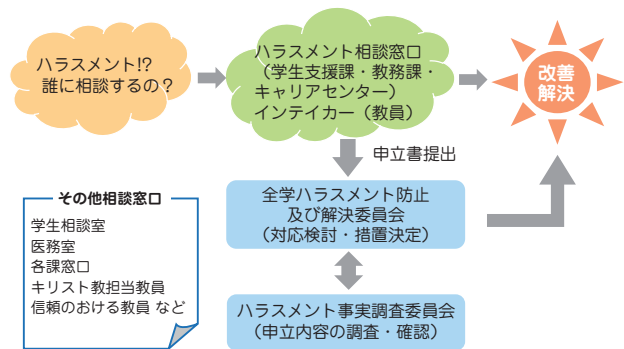 ハラスメント!?
誰に相談するの？
ハラスメント相談窓口
（学生支援課・教務課・
キャリアセンター）
インテイカー（教員）
改善
解決
申立書提出
全学ハラスメント防止
及び解決委員会
（対応検討・措置決定）
ハラスメント事実調査委員会
（申立内容の調査・確認）
その他相談窓口
学生相談室
医務室
各課窓口
キリスト教担当教員
信頼のおける教員 など